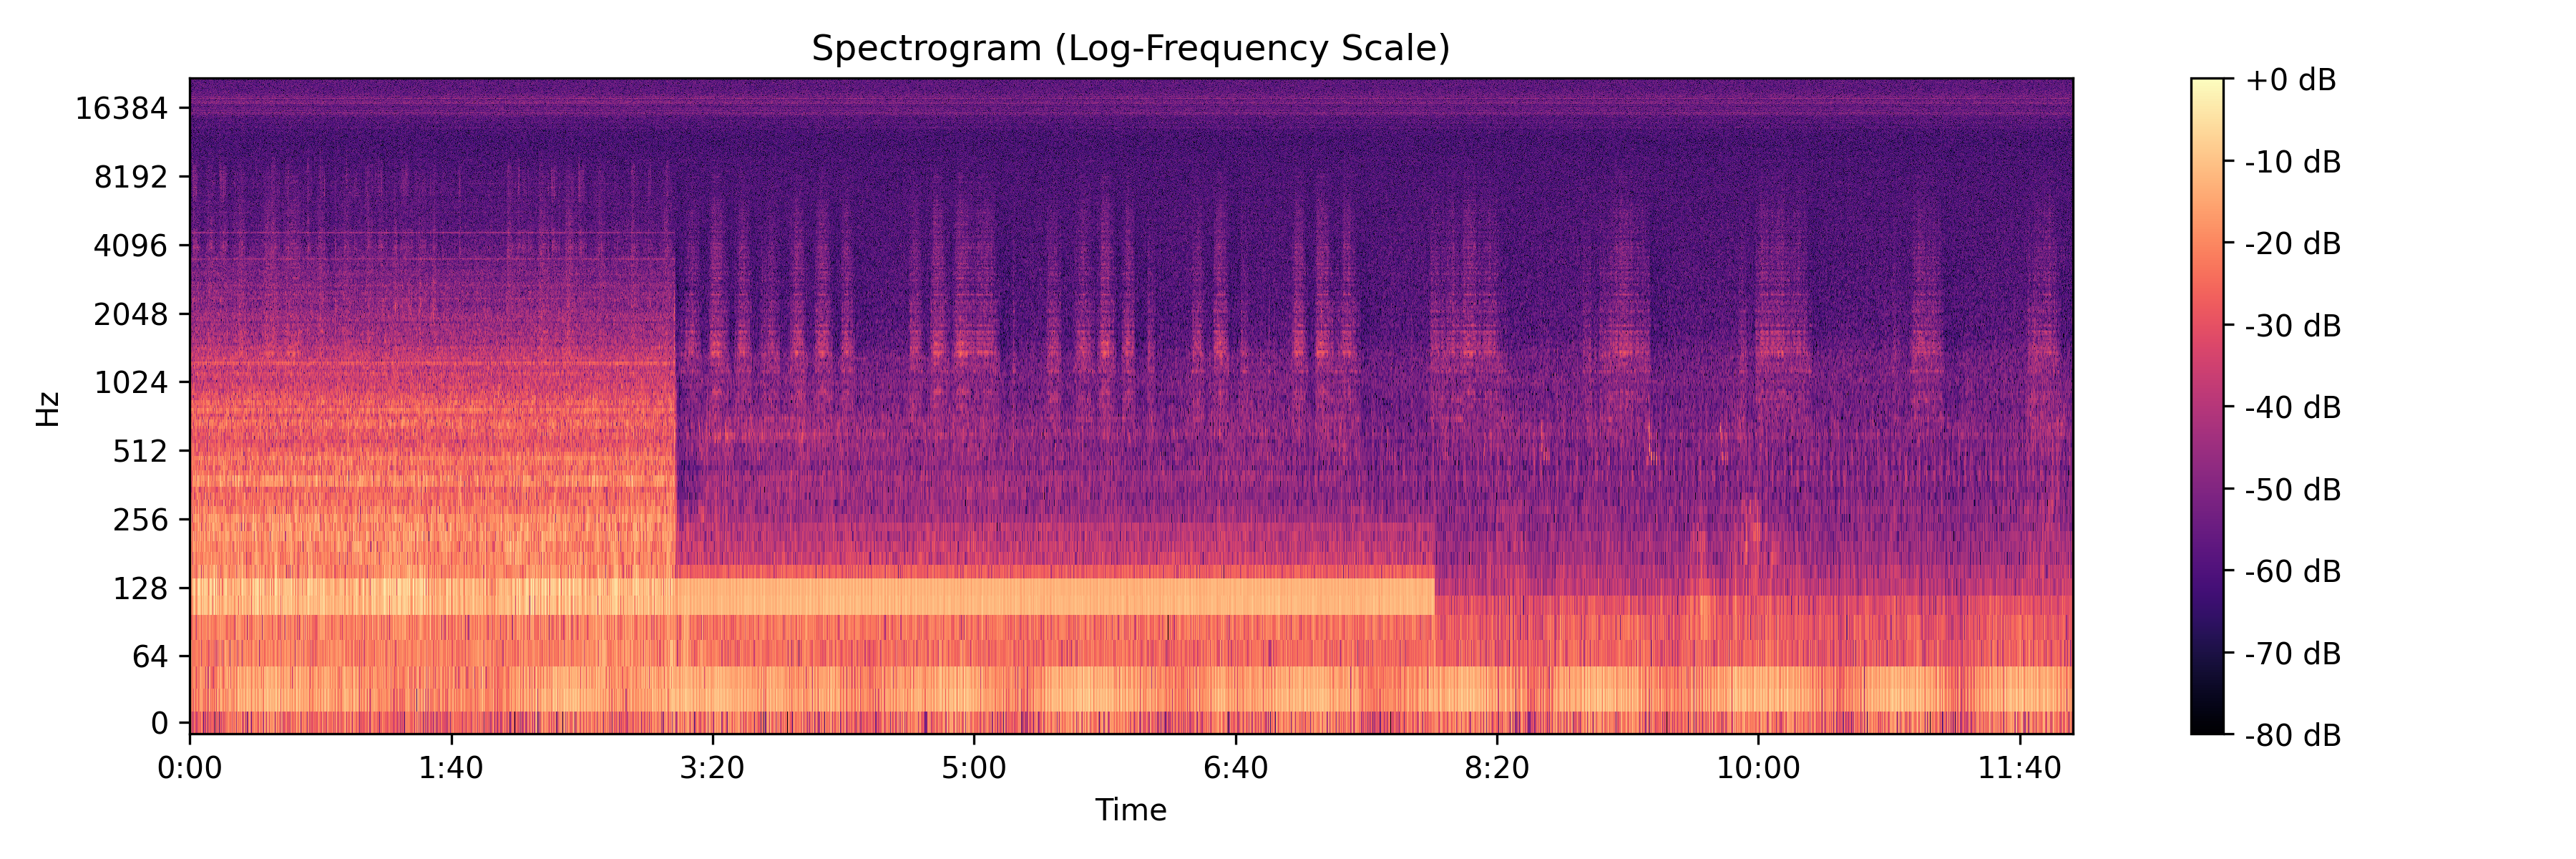 Spectrogram (Log-Frequency Scale)
16384
8192
4096
2048
1024
512
256
128
64
0
Hz
0:00 1:40 3:20 5:00 6:40 8:20 10:00 11:40
Time
+0 dB
-10 dB
-20 dB
-30 dB
-40 dB
-50 dB
-60 dB
-70 dB
-80 dB